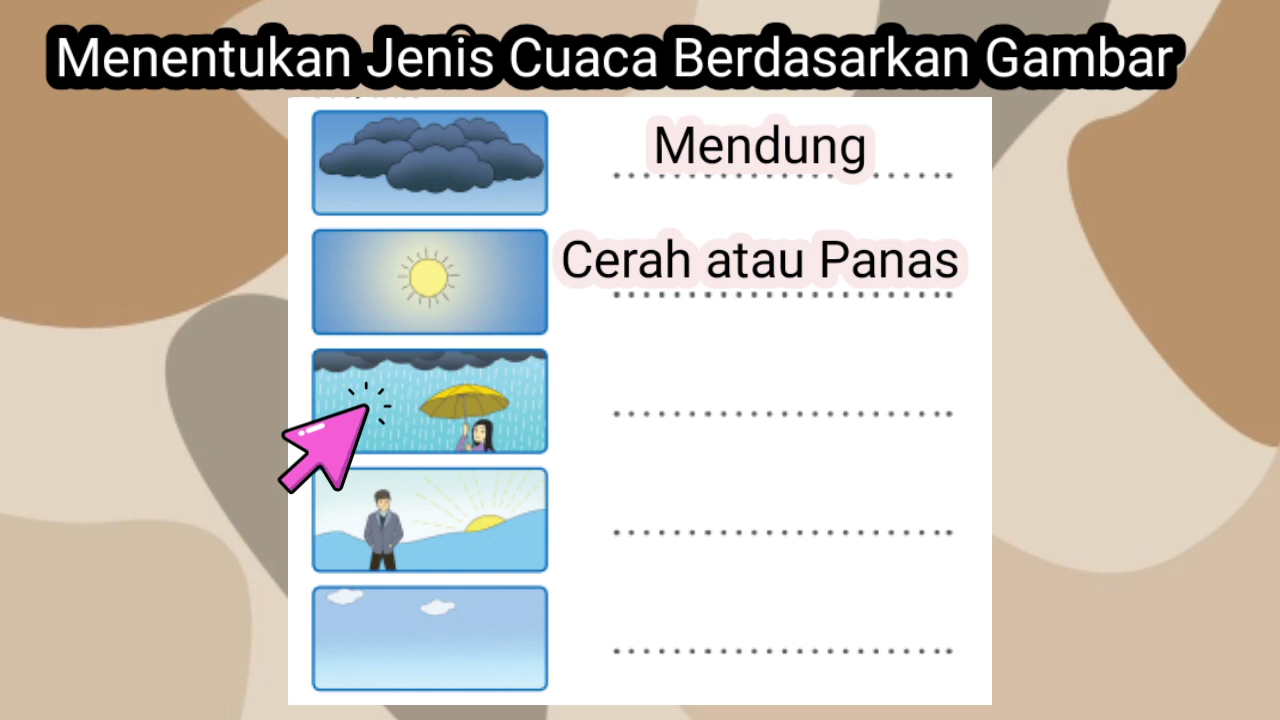 Menentukan Jenis Cuaca Berdasarkan Gambar
Mendung
Cerah atau Panas